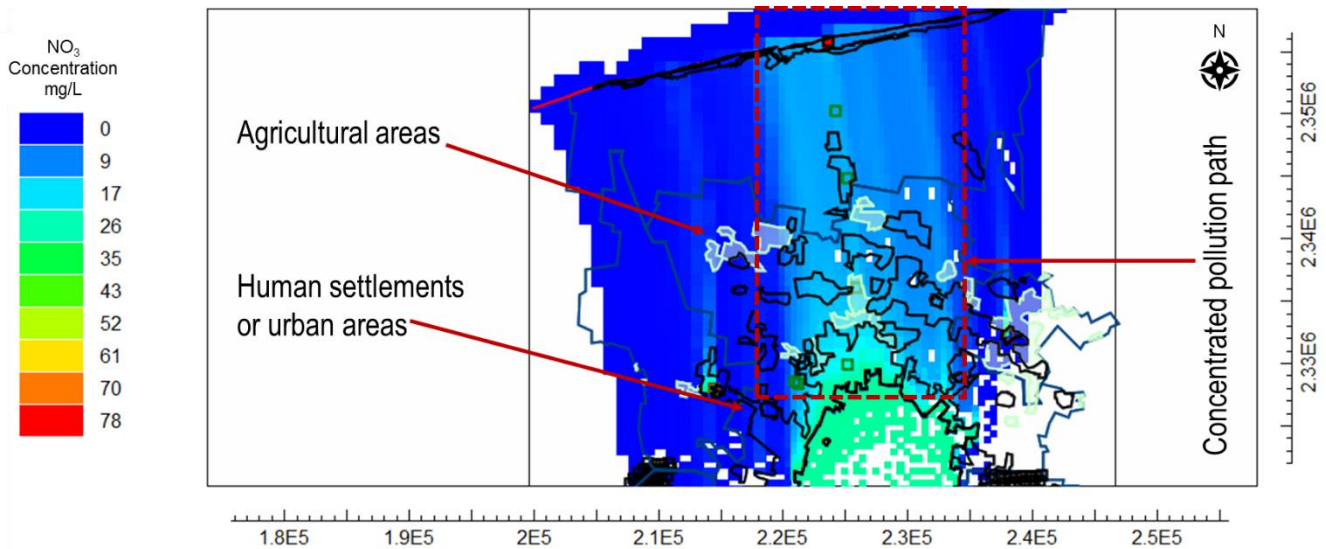 NO3
Concentration
mg/L
0
9
17
26
35
43
52
61
70
78
Agricultural areas
Human settlements
or urban areas
N
2.35E6
2.34E6
2.33E6
Concentrated pollution path
1.8E5
1.9E5
2E5
2.1E5
2.2E5
2.3E5
2.4E5
2.5E5